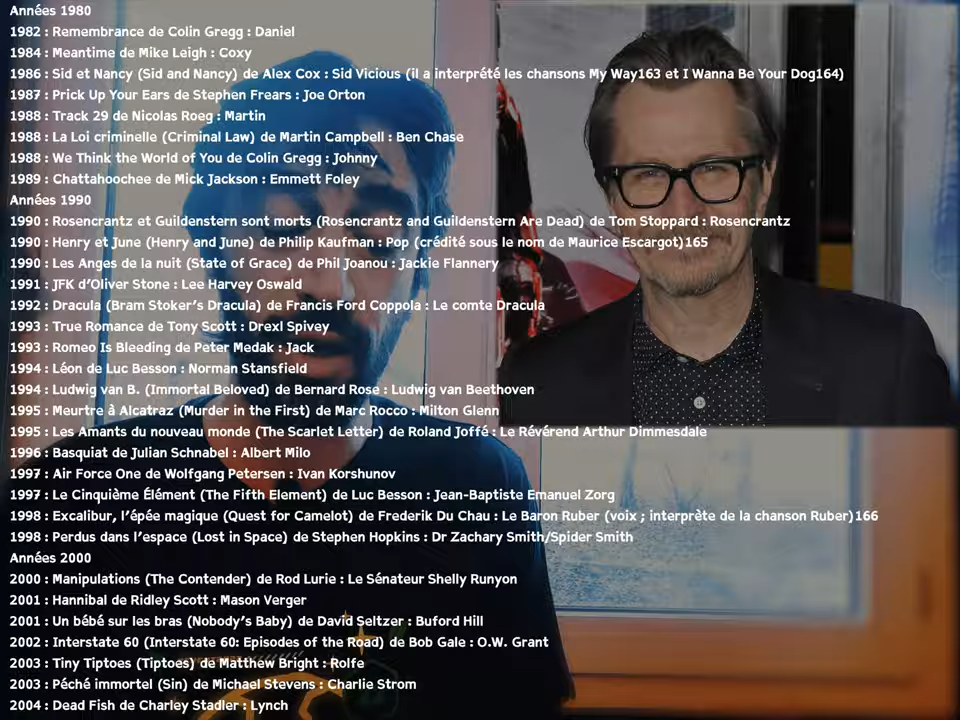 Années 1980
1982 : Remembrance de Colin Gregg : Daniel
1984 : Meantime de Mike Leigh : Coxy
1986 : Sid et Nancy (Sid and Nancy) de Alex Cox : Sid Vicious (il a interprété les chansons My Way163 et I Wanna Be Your Dog164)
1987 : Prick Up Your Ears de Stephen Frears : Joe Orton
1988 : Track 29 de Nicolas Roeg : Martin
1988 : La Loi criminelle (Criminal Law) de Martin Campbell : Ben Chase
1988 : We Think the World of You de Colin Gregg : Johnny
1989 : Chattahoochee de Mick Jackson : Emmett Foley
Années 1990
1990 : Rosencrantz et Guildenstern sont morts (Rosencrantz and Guildenstern Are Dead) de Tom Stoppard : Rosencrantz
1990 : Henry et June (Henry and June) de Philip Kaufman : Pop (crédité sous le nom de Maurice Escargot)165
1990 : Les Anges de la nuit (State of Grace) de Phil Joanou : Jackie Flannery
1991 : JFK d'Oliver Stone : Lee Harvey Oswald
1992 : Dracula (Bram Stoker's Dracula) de Francis Ford Coppola : Le comte Dracula
1993 : True Romance de Tony Scott : Drexl Spivey
1993 : Romeo Is Bleeding de Peter Medak : Jack
1994 : Léon de Luc Besson : Norman Stansfield
1994 : Ludwig van B. (Immortal Beloved) de Bernard Rose : Ludwig van Beethoven
1995 : Meurtre à Alcatraz (Murder in the First) de Marc Rocco : Milton Glenn
1995 : Les Amants du nouveau monde (The Scarlet Letter) de Roland Joffé : Le Révérend Arthur Dimmesdale
1996 : Basquiat de Julian Schnabel : Albert Milo
1997 : Air Force One de Wolfgang Petersen : Ivan Korshunov
1997 : Le Cinquième Élément (The Fifth Element) de Luc Besson : Jean-Baptiste Emanuel Zorg
1998 : Excalibur, l'épée magique (Quest for Camelot) de Frederik Du Chau : Le Baron Ruber (voix ; interprète de la chanson Ruber)166
1998 : Perdus dans l'espace (Lost in Space) de Stephen Hopkins : Dr Zachary Smith/Spider Smith
Années 2000
2000 : Manipulations (The Contender) de Rod Lurie : Le Sénateur Shelly Runyon
2001 : Hannibal de Ridley Scott : Mason Verger
2001 : Un bébé sur les bras (Nobody's Baby) de David Seltzer : Buford Hill
2002 : Interstate 60 (Interstate 60: Episodes of the Road) de Bob Gale : O.W. Grant
2003 : Tiny Tiptoes (Tiptoes) de Matthew Bright : Rolfe
2003 : Péché immortel (Sin) de Michael Stevens : Charlie Strom
2004 : Dead Fish de Charley Stadler : Lynch